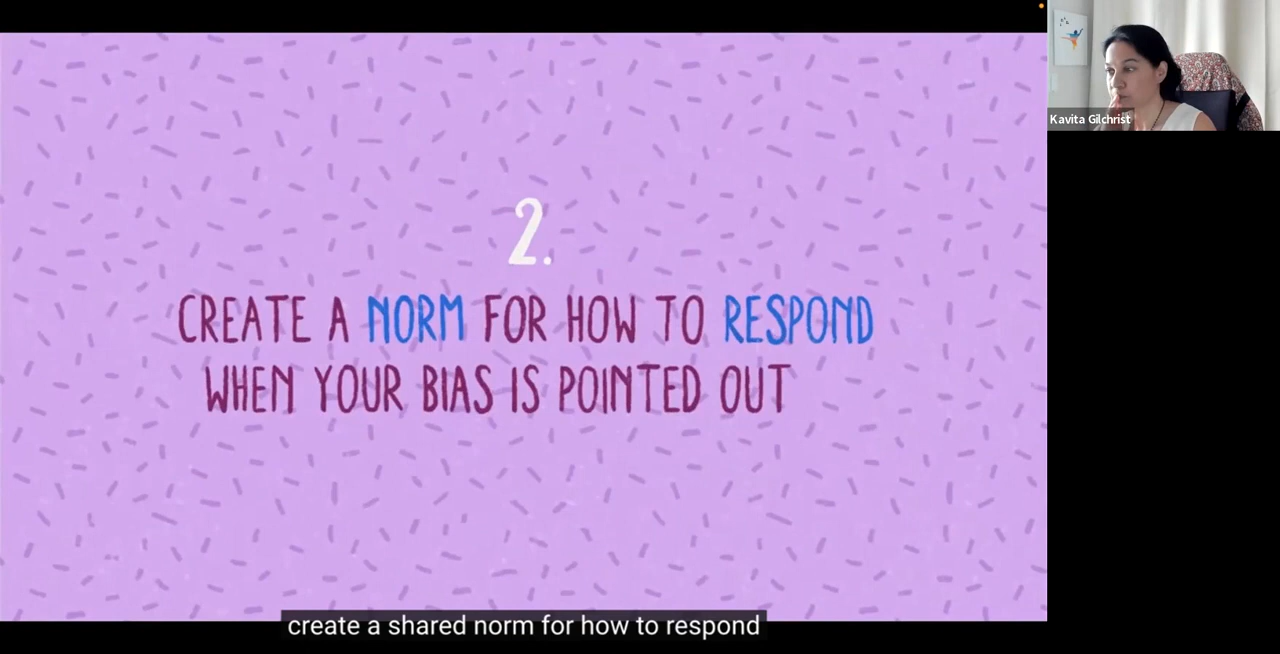 Kavita Gilchrist
2.
CREATE A NORM FOR HOW TO RESPOND
WHEN YOUR BIAS IS POINTED OUT
create a shared norm for how to respond